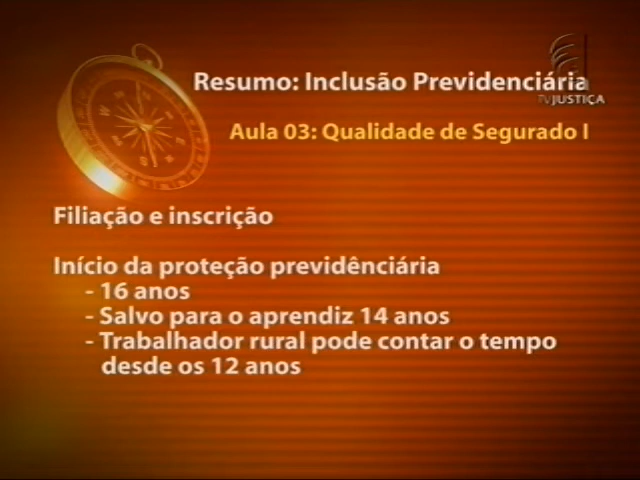 Resumo: Inclusão Previdenciária
TV JUSTIÇA
Aula 03: Qualidade de Segurado I
Filiação e inscrição
Início da proteção previdênciária
- 16 anos
- Salvo para o aprendiz 14 anos
- Trabalhador rural pode contar o tempo
desde os 12 anos